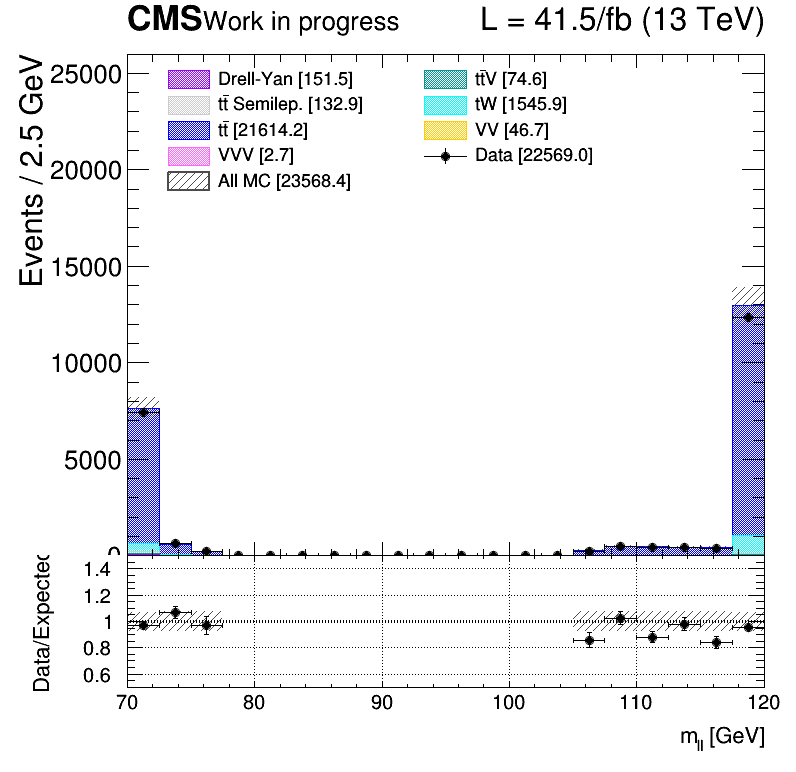 CMS Work in progress L = 41.5/fb (13 TeV)
Events / 2.5 GeV
25000
20000
15000
10000
5000
0
Drell-Yan [151.5]
tt̄ Semilep. [132.9]
tt̄ [21614.2]
VVV [2.7]
All MC [23568.4]
tt̄V [74.6]
tW [1545.9]
VV [46.7]
Data [22569.0]
Data/Expected
1.4
1.2
1
0.8
0.6
70 80 90 100 110 120
m_ll [GeV]